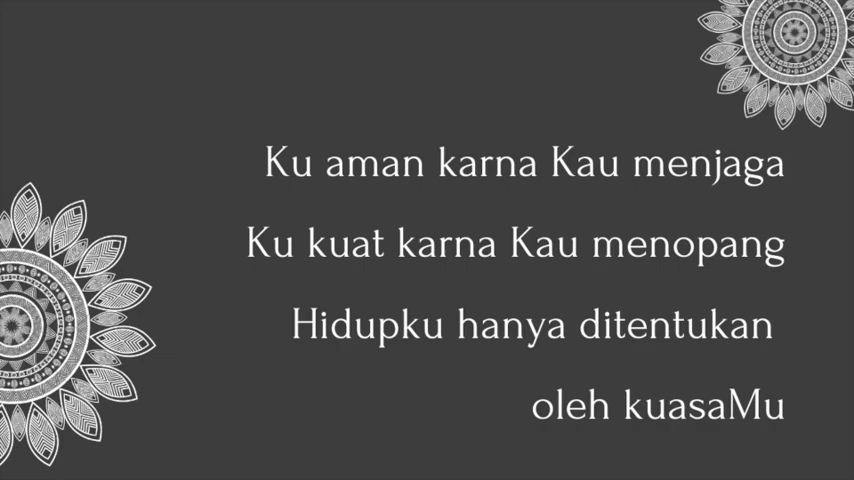 Ku aman karna Kau menjaga
Ku kuat karna Kau menopang
Hidupku hanya ditentukan
oleh kuasaMu